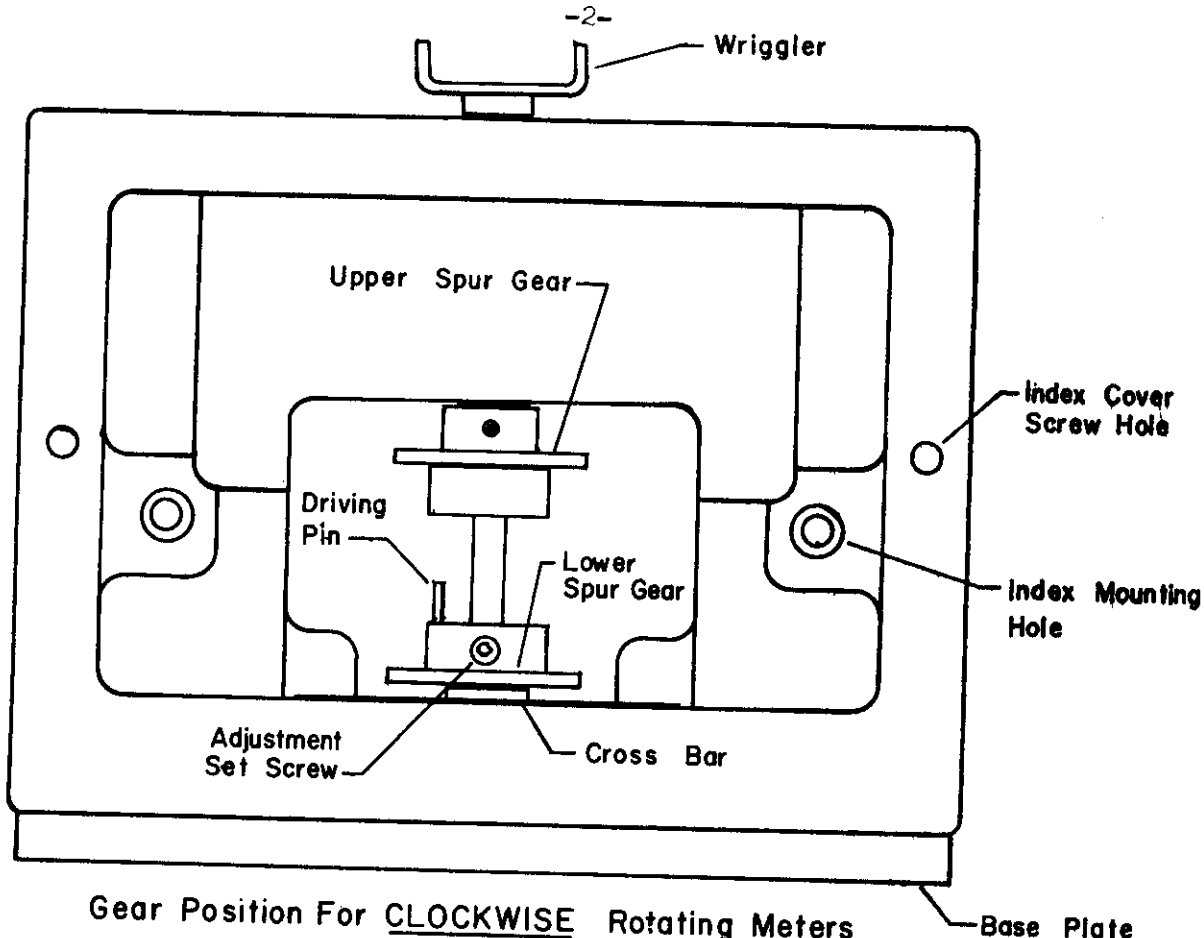 -2-
Wriggler
Upper Spur Gear
Index Cover
Screw Hole
Driving
Pin
Lower
Spur Gear
Index Mounting
Hole
Adjustment
Set Screw
Cross Bar
Gear Position For CLOCKWISE Rotating Meters
Base Plate